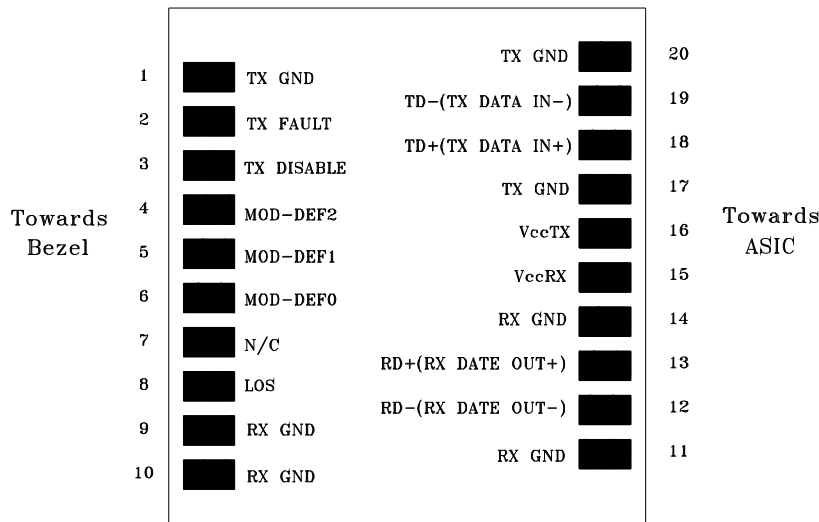 1 TX GND
2 TX FAULT
3 TX DISABLE
4 MOD-DEF2
5 MOD-DEF1
6 MOD-DEF0
7 N/C
8 LOS
9 RX GND
10 RX GND
Towards
Bezel
TX GND 20
TD-(TX DATA IN-) 19
TD+(TX DATA IN+) 18
TX GND 17
VccTX 16
VccRX 15
RX GND 14
RD+(RX DATE OUT+) 13
RD-(RX DATE OUT-) 12
RX GND 11
Towards
ASIC